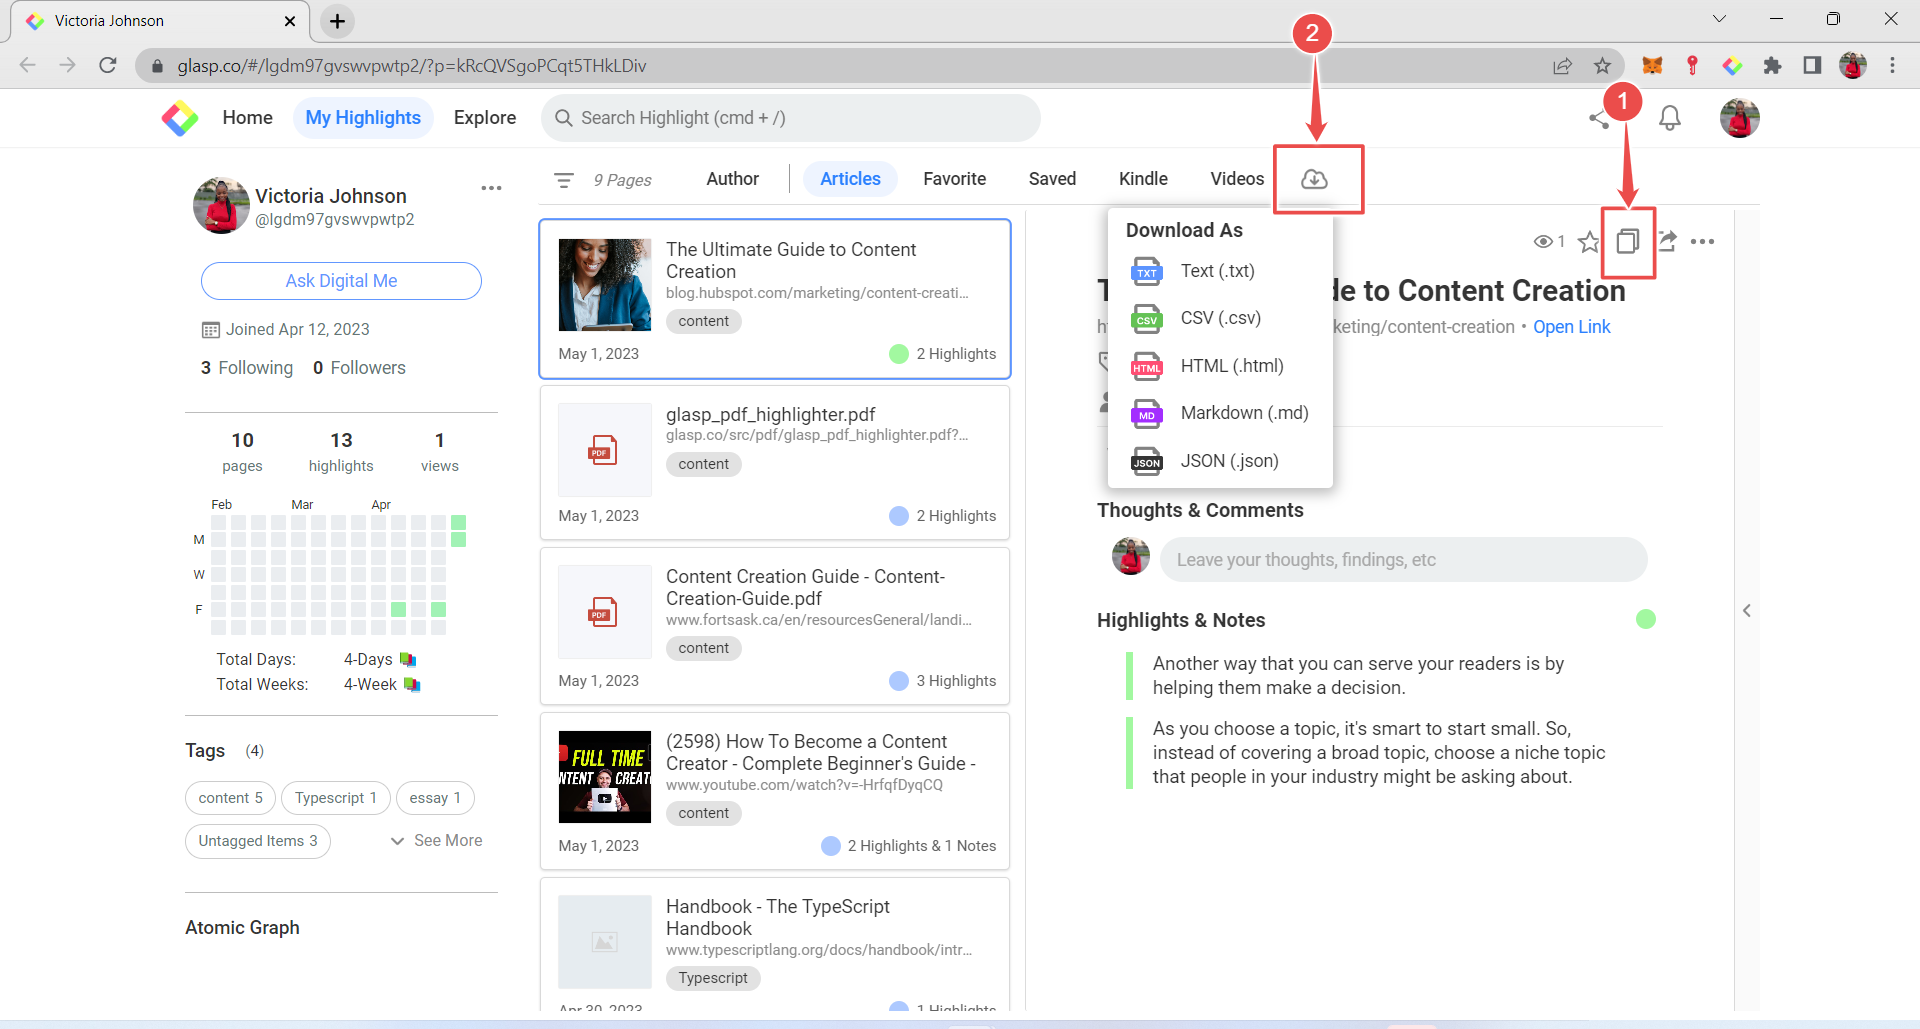 Victoria Johnson
2
glasp.co/#/lgdm97gvswvpwtp2/?p=kRcQVSgoPCqt5THkLDiv
1
Home
My Highlights
Explore
Search Highlight (cmd + /)
Victoria Johnson
@lgdm97gvswvpwtp2
Ask Digital Me
Joined Apr 12, 2023
3 Following 0 Followers
10 13 1
pages highlights views
Feb Mar Apr
M
W
F
Total Days: 4-Days
Total Weeks: 4-Week
Tags (4)
content 5 Typescript 1 essay 1
Untagged Items 3 See More
Atomic Graph
9 Pages Author Articles Favorite Saved Kindle Videos
The Ultimate Guide to Content
Creation
blog.hubspot.com/marketing/content-creati...
content
May 1, 2023 2 Highlights
PDF
glasp_pdf_highlighter.pdf
glasp.co/src/pdf/glasp_pdf_highlighter.pdf?...
content
May 1, 2023 2 Highlights
PDF
Content Creation Guide - Content-
Creation-Guide.pdf
www.fortsask.ca/en/resourcesGeneral/landi...
content
May 1, 2023 3 Highlights
FULL TIME
(2598) How To Become a Content
Creator - Complete Beginner's Guide -
www.youtube.com/watch?v=-HrfqfDyqCQ
content
May 1, 2023 2 Highlights & 1 Notes
Handbook - The TypeScript
Handbook
www.typescriptlang.org/docs/handbook/intr...
Typescript
Apr 30, 2023 1 Highlights
Download As
TXT Text (.txt)
CSV CSV (.csv)
HTML HTML (.html)
MD Markdown (.md)
JSON JSON (.json)
1
de to Content Creation
keting/content-creation • Open Link
Thoughts & Comments
Leave your thoughts, findings, etc
Highlights & Notes
Another way that you can serve your readers is by
helping them make a decision.
As you choose a topic, it's smart to start small. So,
instead of covering a broad topic, choose a niche topic
that people in your industry might be asking about.